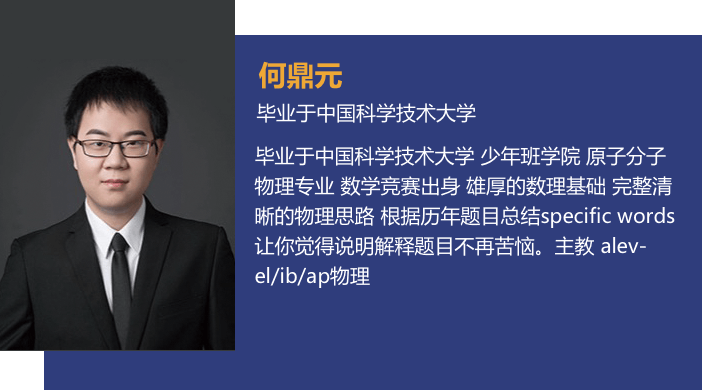 何鼎元
毕业于中国科学技术大学
毕业于中国科学技术大学 少年班学院 原子分子
物理专业 数学竞赛出身 雄厚的数理基础 完整清
晰的物理思路 根据历年题目总结specific words
让你觉得说明解释题目不再苦恼。主教 alev-
el/ib/ap物理